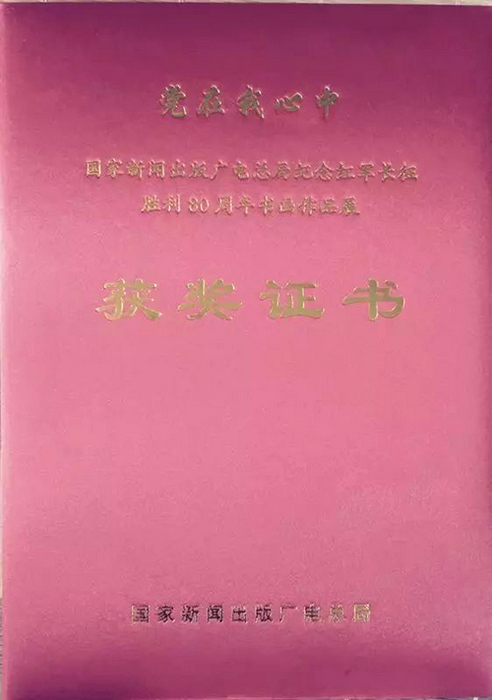 党在我心中
国家新闻出版广电总局纪念红军长征
胜利80周年书画作品展
获奖证书
国家新闻出版广电总局